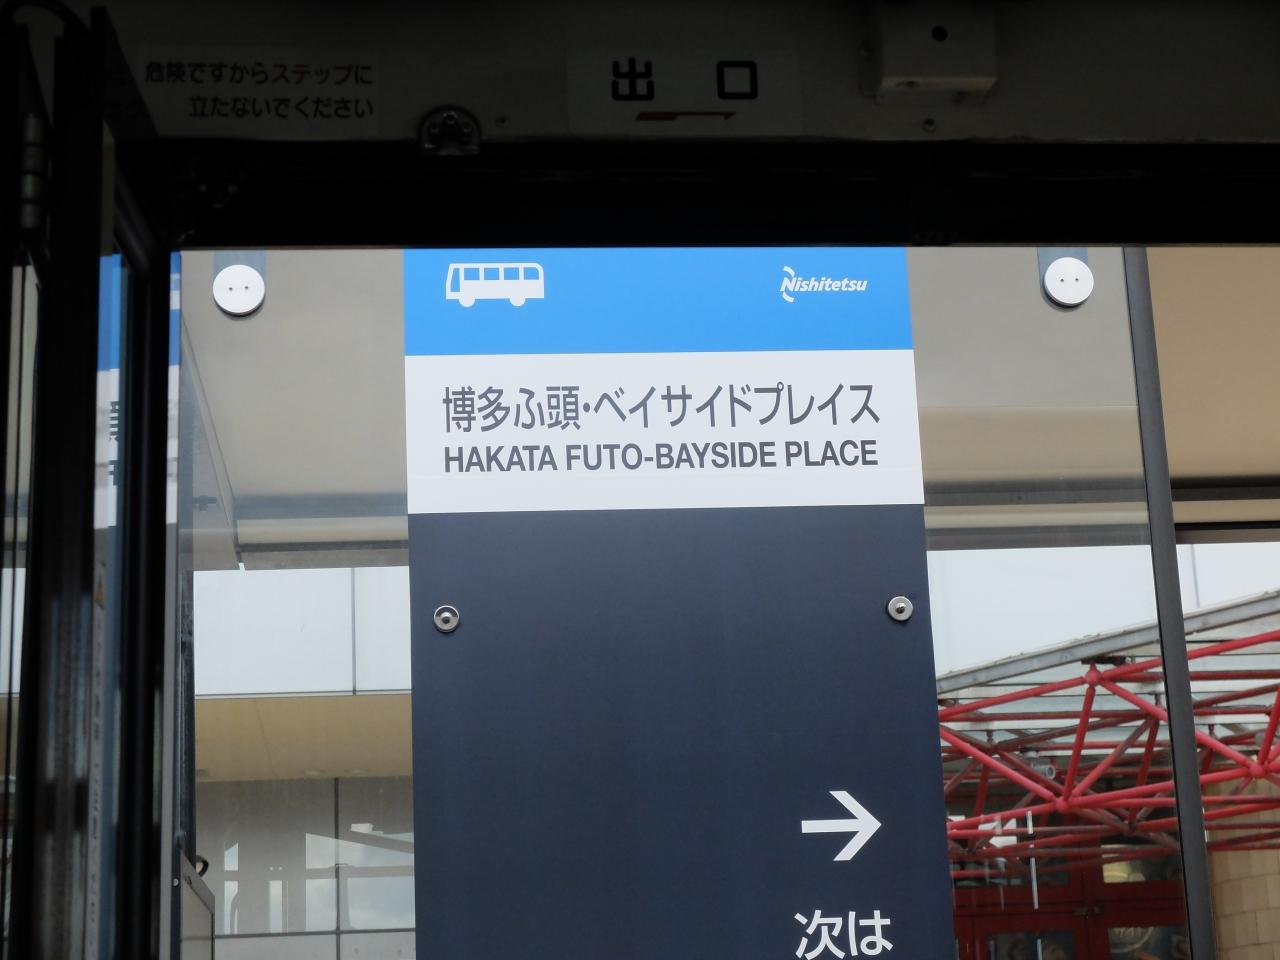 危険ですからステップに
立たないでください
出口
Nishitetsu
博多ふ頭・ベイサイドプレイス
HAKATA FUTO-BAYSIDE PLACE
次は